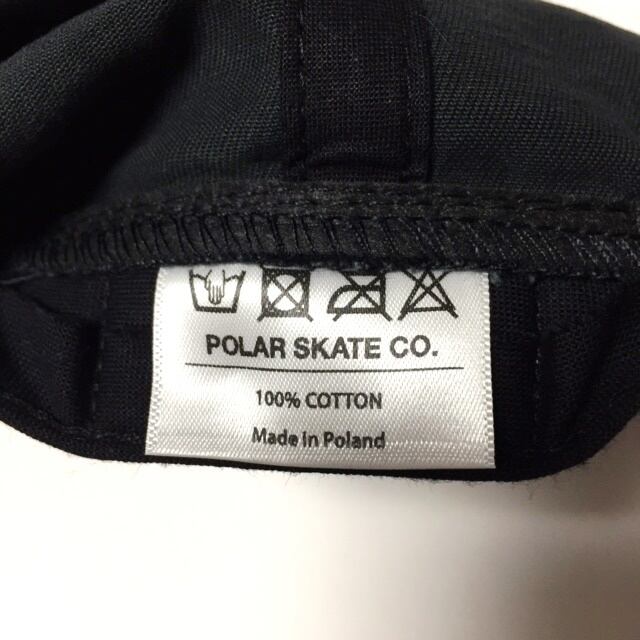 POLAR SKATE CO.
100% COTTON
Made in Poland